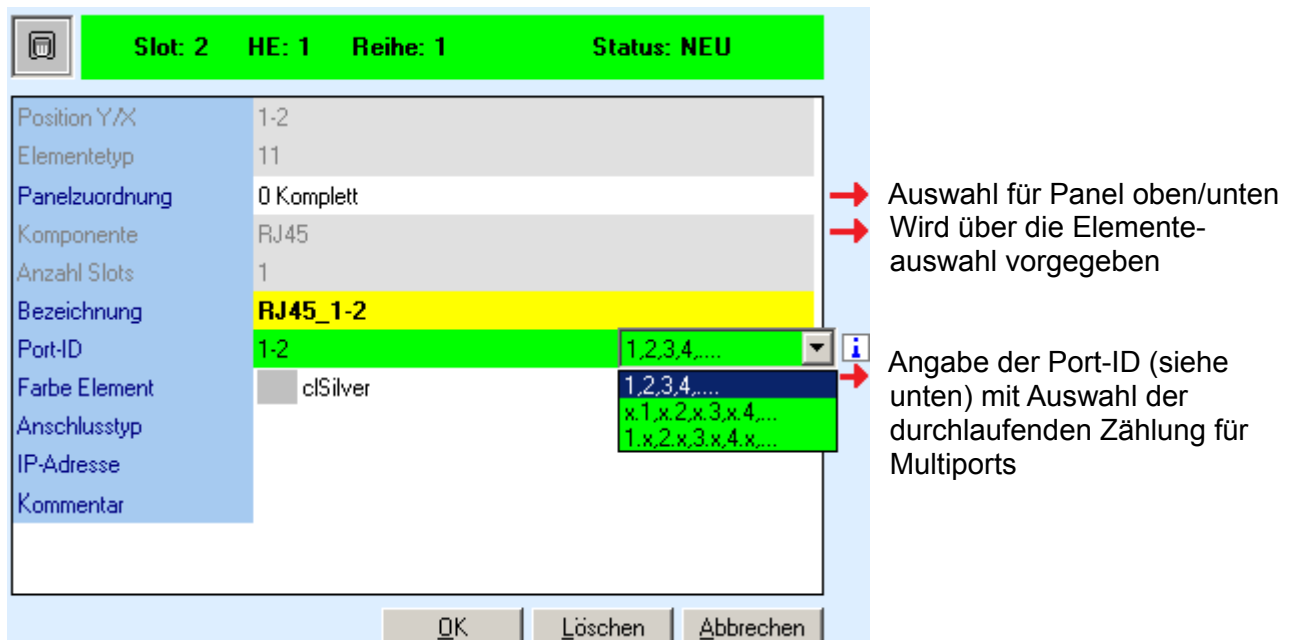 Slot: 2 HE: 1 Reihe: 1 Status: NEU
Position Y/X 1-2
Elementetyp 11
Panelzuordnung 0 Komplett
Komponente RJ45
Anzahl Slots 1
Bezeichnung RJ45_1-2
Port-ID 1-2 1,2,3,4,....
Farbe Element clSilver
1,2,3,4,....
x.1,x.2,x.3,x.4,...
1.x,2.x,3.x,4.x,...
Anschlusstyp
IP-Adresse
Kommentar
OK Löschen Abbrechen
Auswahl für Panel oben/unten
Wird über die Elemente-
auswahl vorgegeben
Angabe der Port-ID (siehe
unten) mit Auswahl der
durchlaufenden Zählung für
Multiports